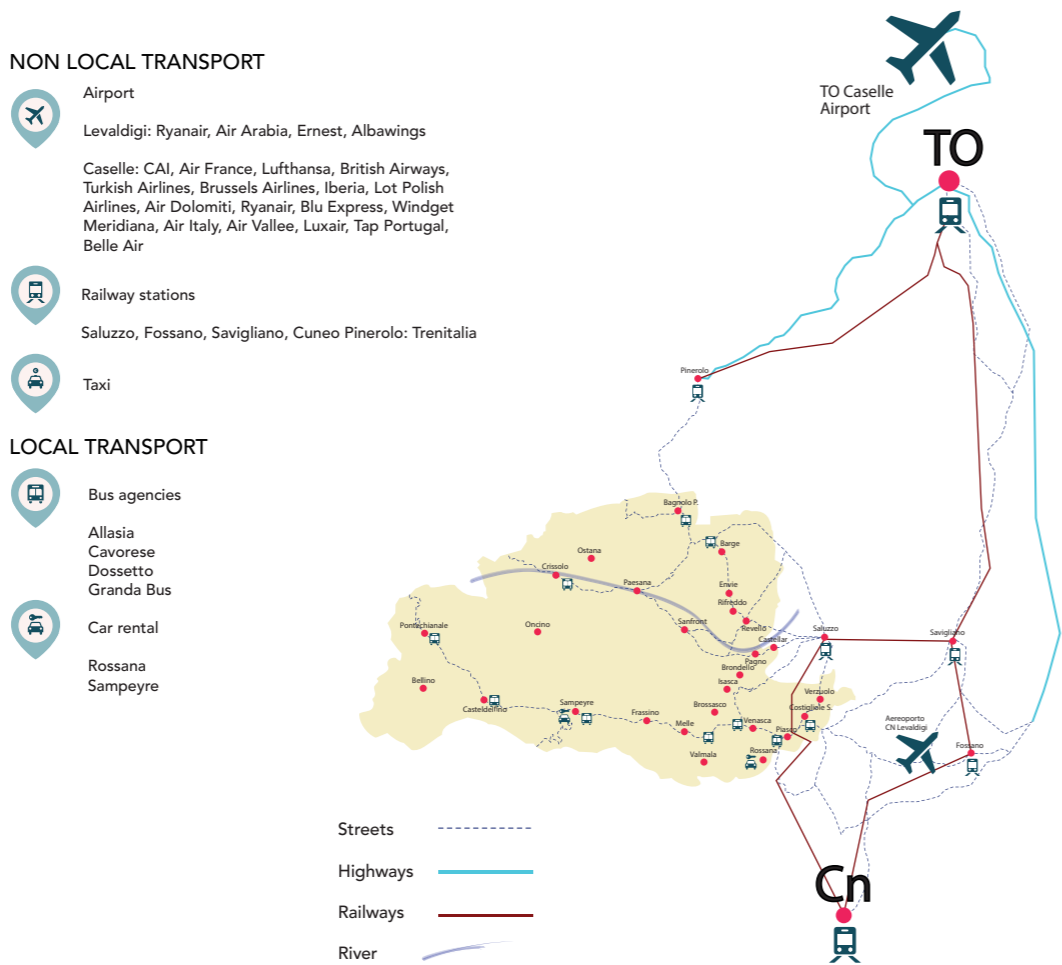 NON LOCAL TRANSPORT
Airport
Levaldigi: Ryanair, Air Arabia, Ernest, Albawings
Caselle: CAI, Air France, Lufthansa, British Airways,
Turkish Airlines, Brussels Airlines, Iberia, Lot Polish
Airlines, Air Dolomiti, Ryanair, Blu Express, Windget
Meridiana, Air Italy, Air Vallee, Luxair, Tap Portugal,
Belle Air
Railway stations
Saluzzo, Fossano, Savigliano, Cuneo Pinerolo: Trenitalia
Taxi
LOCAL TRANSPORT
Bus agencies
Allasia
Cavorese
Dossetto
Granda Bus
Car rental
Rossana
Sampeyre
TO Caselle
Airport
TO
Pinerolo
Bagnolo P.
Barge
Ostana
Crissolo
Paesana
Envie
Rifreddo
Revello
Sanfront
Oncino
Pontechianale
Castellar
Pagno
Saluzzo
Savigliano
Brondello
Isasca
Bellino
Verzuolo
Casteldelfino
Sampeyre
Frassino
Brossasco
Costigliole S.
Melle
Venasca
Piasco
Valmala
Rossana
Aereoporto
CN Levaldigi
Fossano
Cn
Streets
Highways
Railways
River